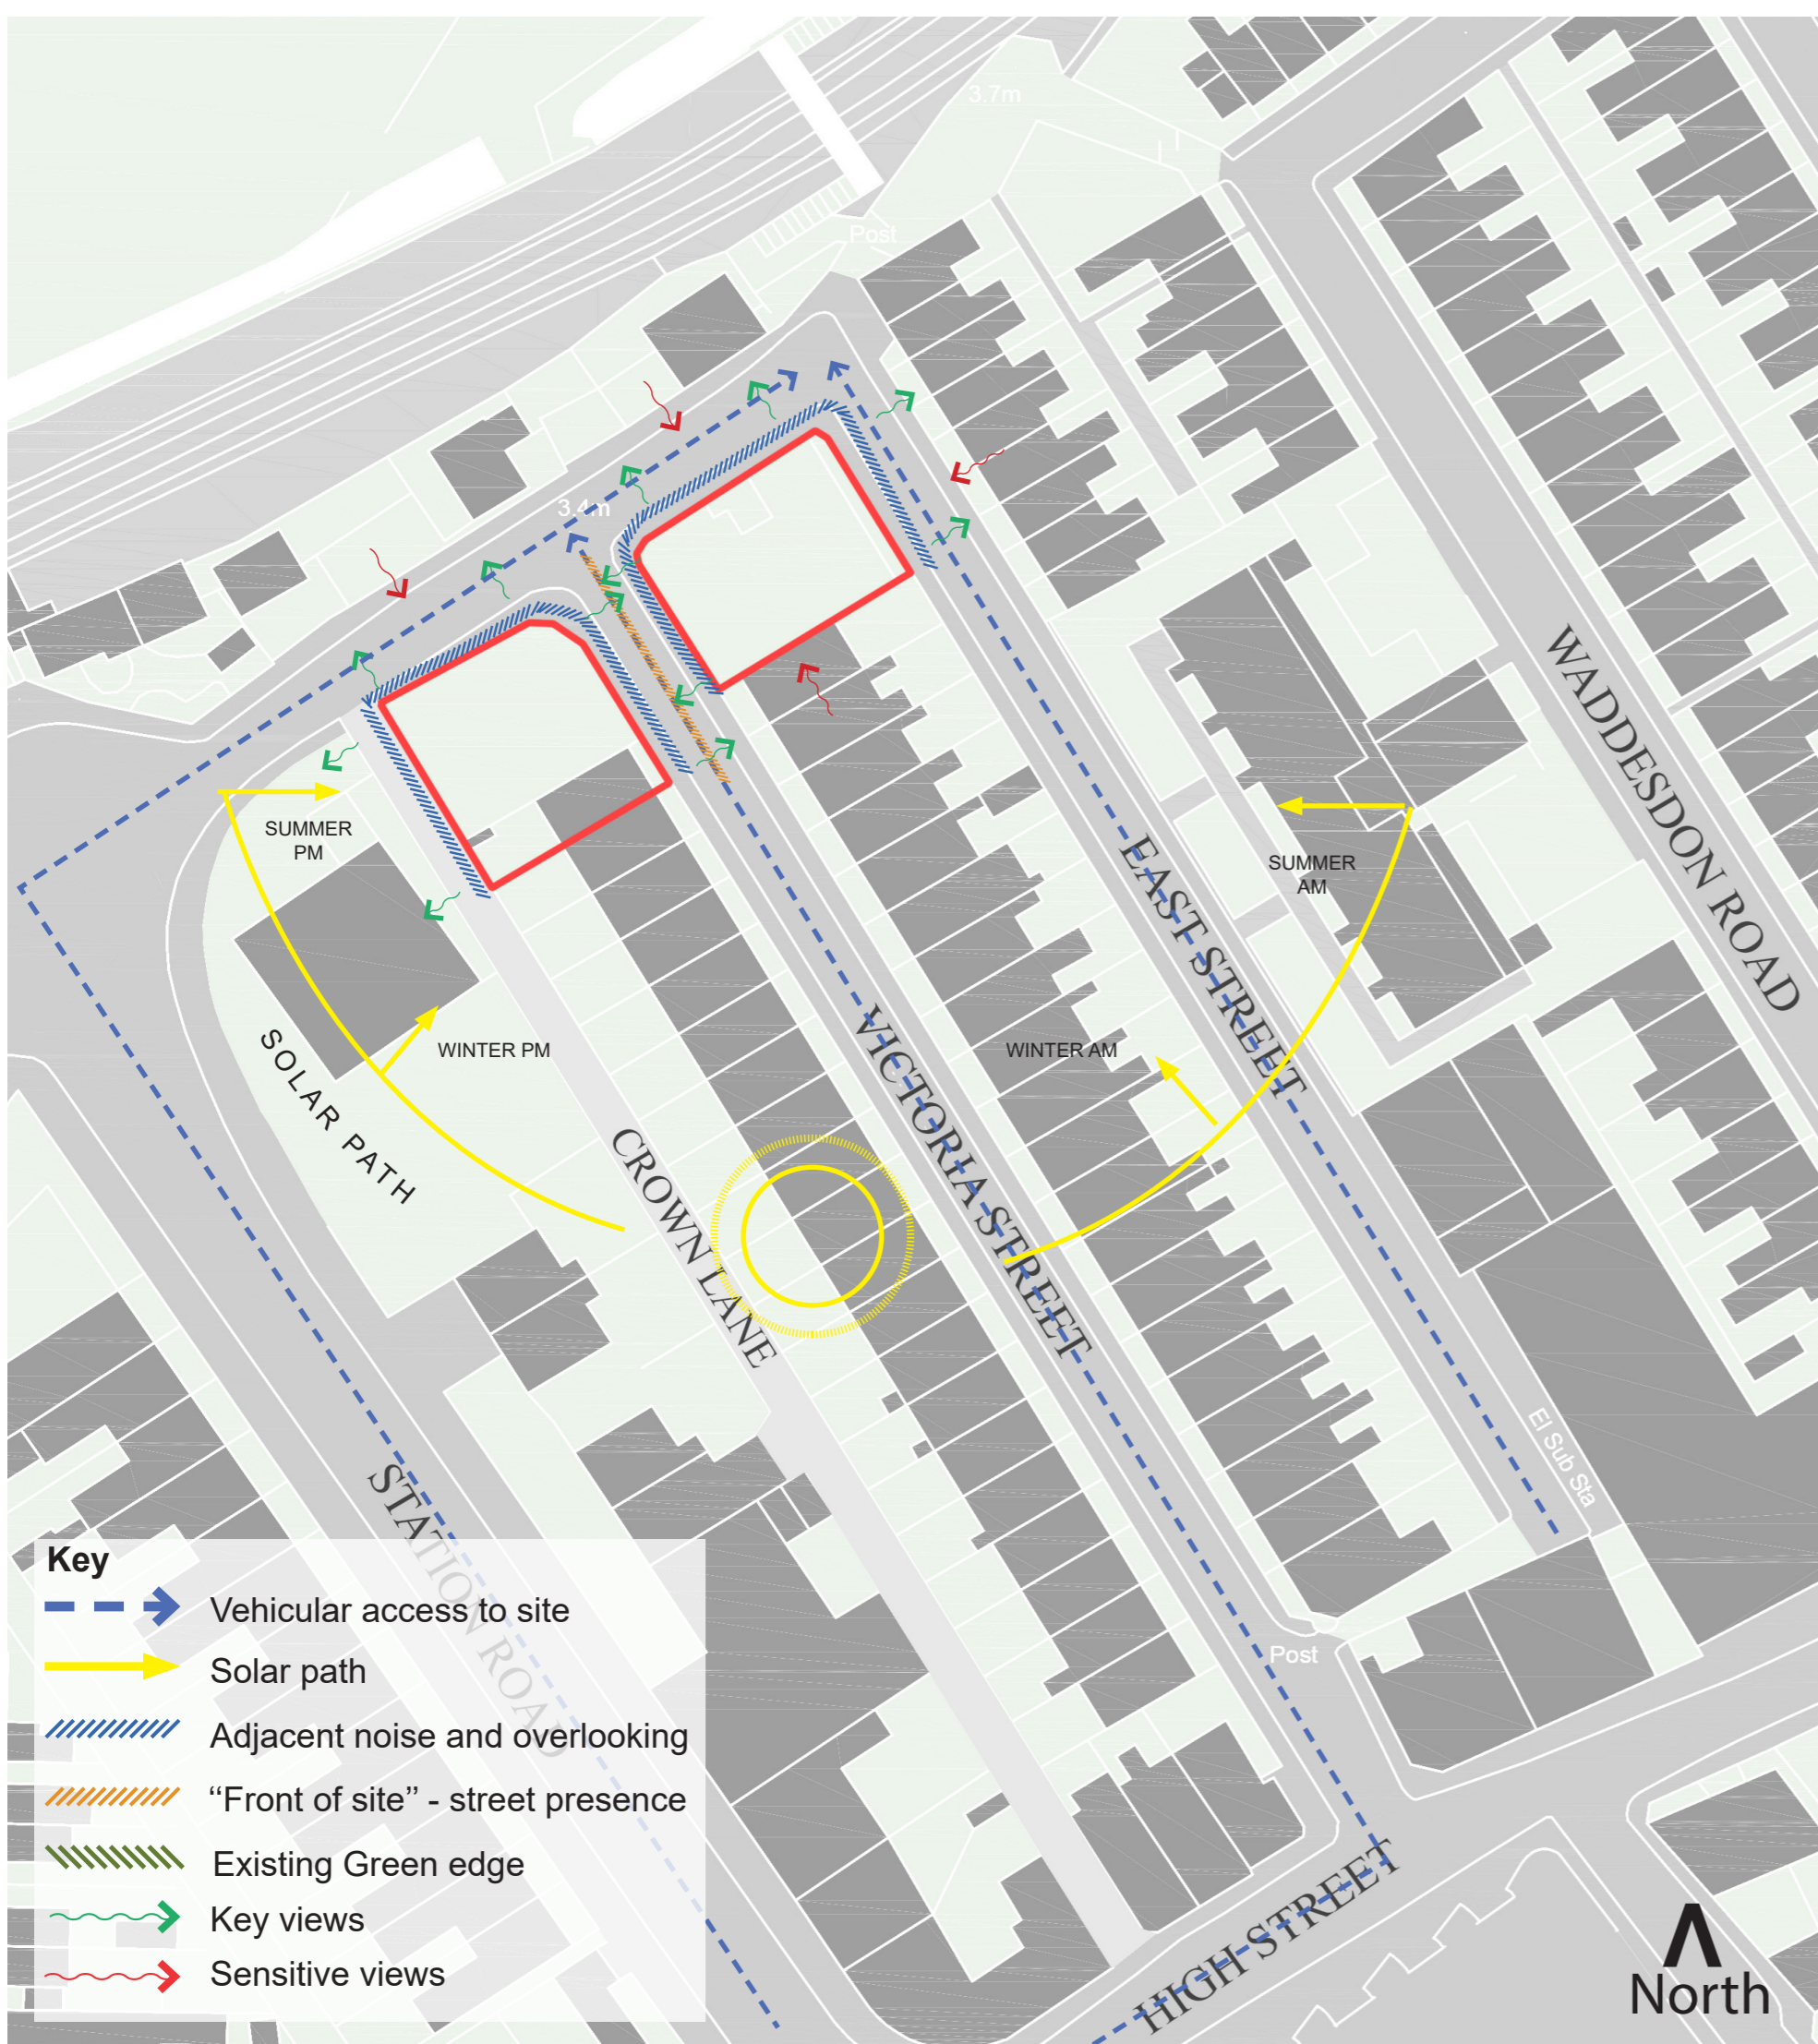 3.7m
Post
3.4m
WADDESDON ROAD
SUMMER
PM
EAST STREET
SUMMER
AM
SOLAR PATH
WINTER PM
WINTER AM
VICTORIA STREET
CROWN LANE
El Sub Sta
STATION ROAD
Post
HIGH STREET
Key
Vehicular access to site
Solar path
Adjacent noise and overlooking
“Front of site” - street presence
Existing Green edge
Key views
Sensitive views
North